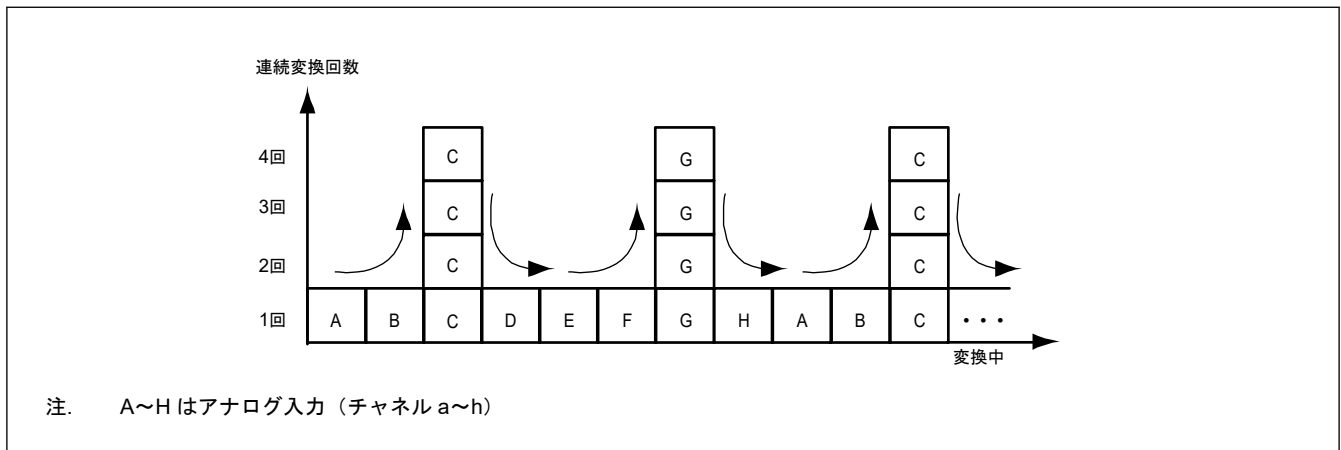 連続変換回数
4回 C G C
3回 C G C
2回 C G C
1回 A B C D E F G H A B C ・・・
変換中
注. A～H はアナログ入力（チャネル a～h）